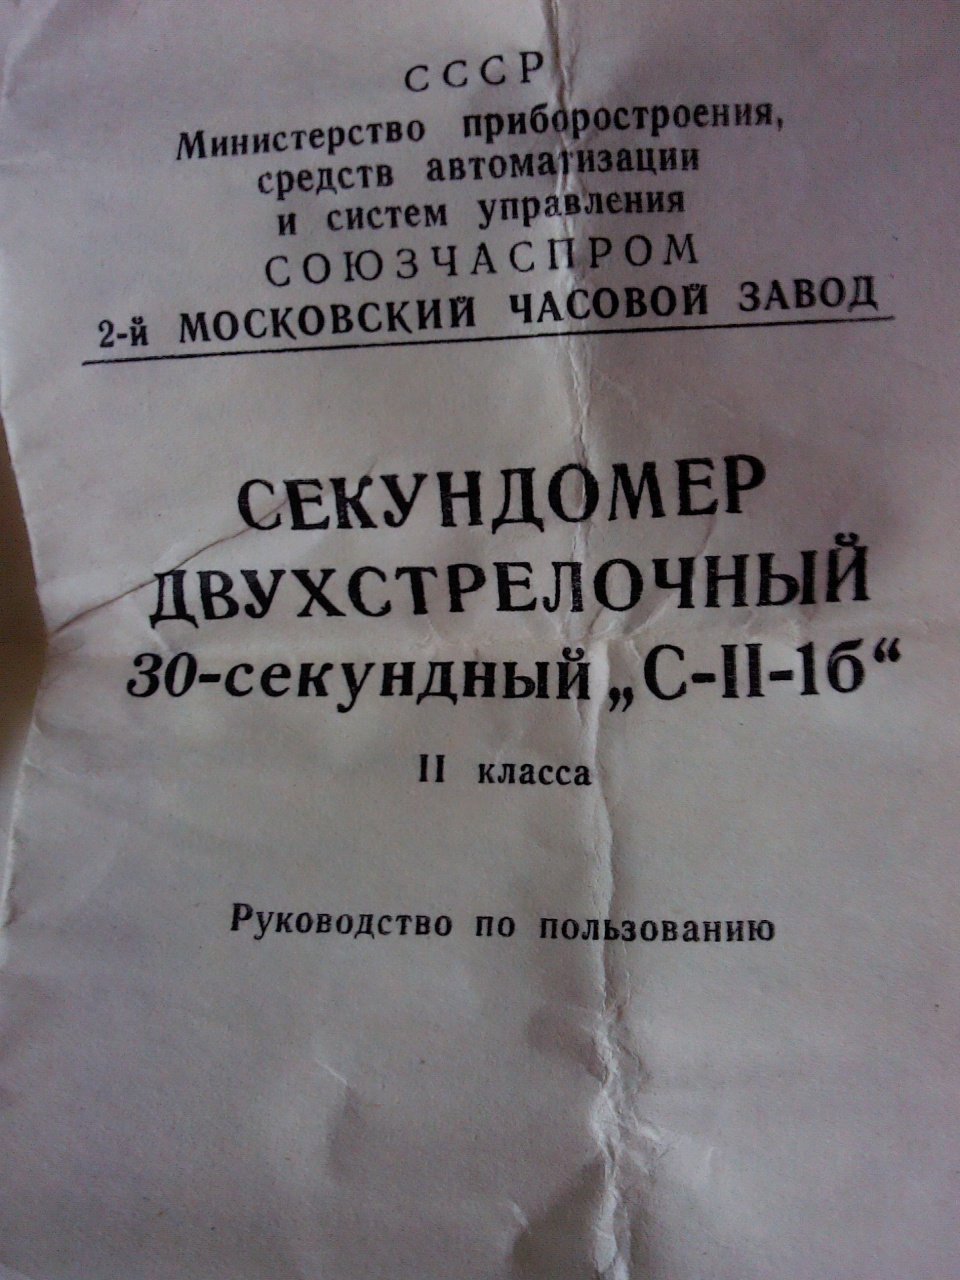 СССР
Министерство приборостроения,
средств автоматизации
и систем управления
СОЮЗЧАСПРОМ
2-й МОСКОВСКИЙ ЧАСОВОЙ ЗАВОД
СЕКУНДОМЕР
ДВУХСТРЕЛОЧНЫЙ
30-секундный „С-II-1б“
II класса
Руководство по пользованию